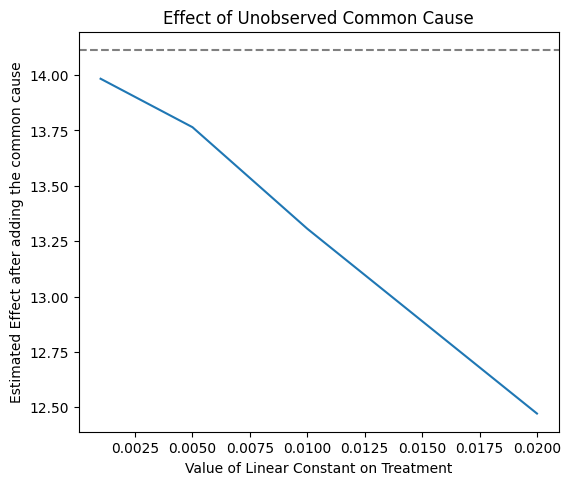 Effect of Unobserved Common Cause
Estimated Effect after adding the common cause
14.00
13.75
13.50
13.25
13.00
12.75
12.50
0.0025 0.0050 0.0075 0.0100 0.0125 0.0150 0.0175 0.0200
Value of Linear Constant on Treatment